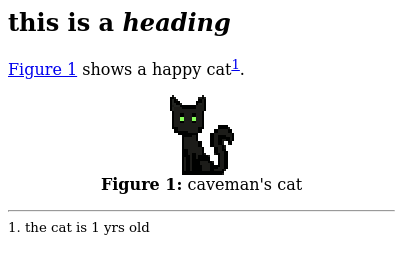 this is a heading
Figure 1 shows a happy cat1.
Figure 1: caveman's cat
1. the cat is 1 yrs old